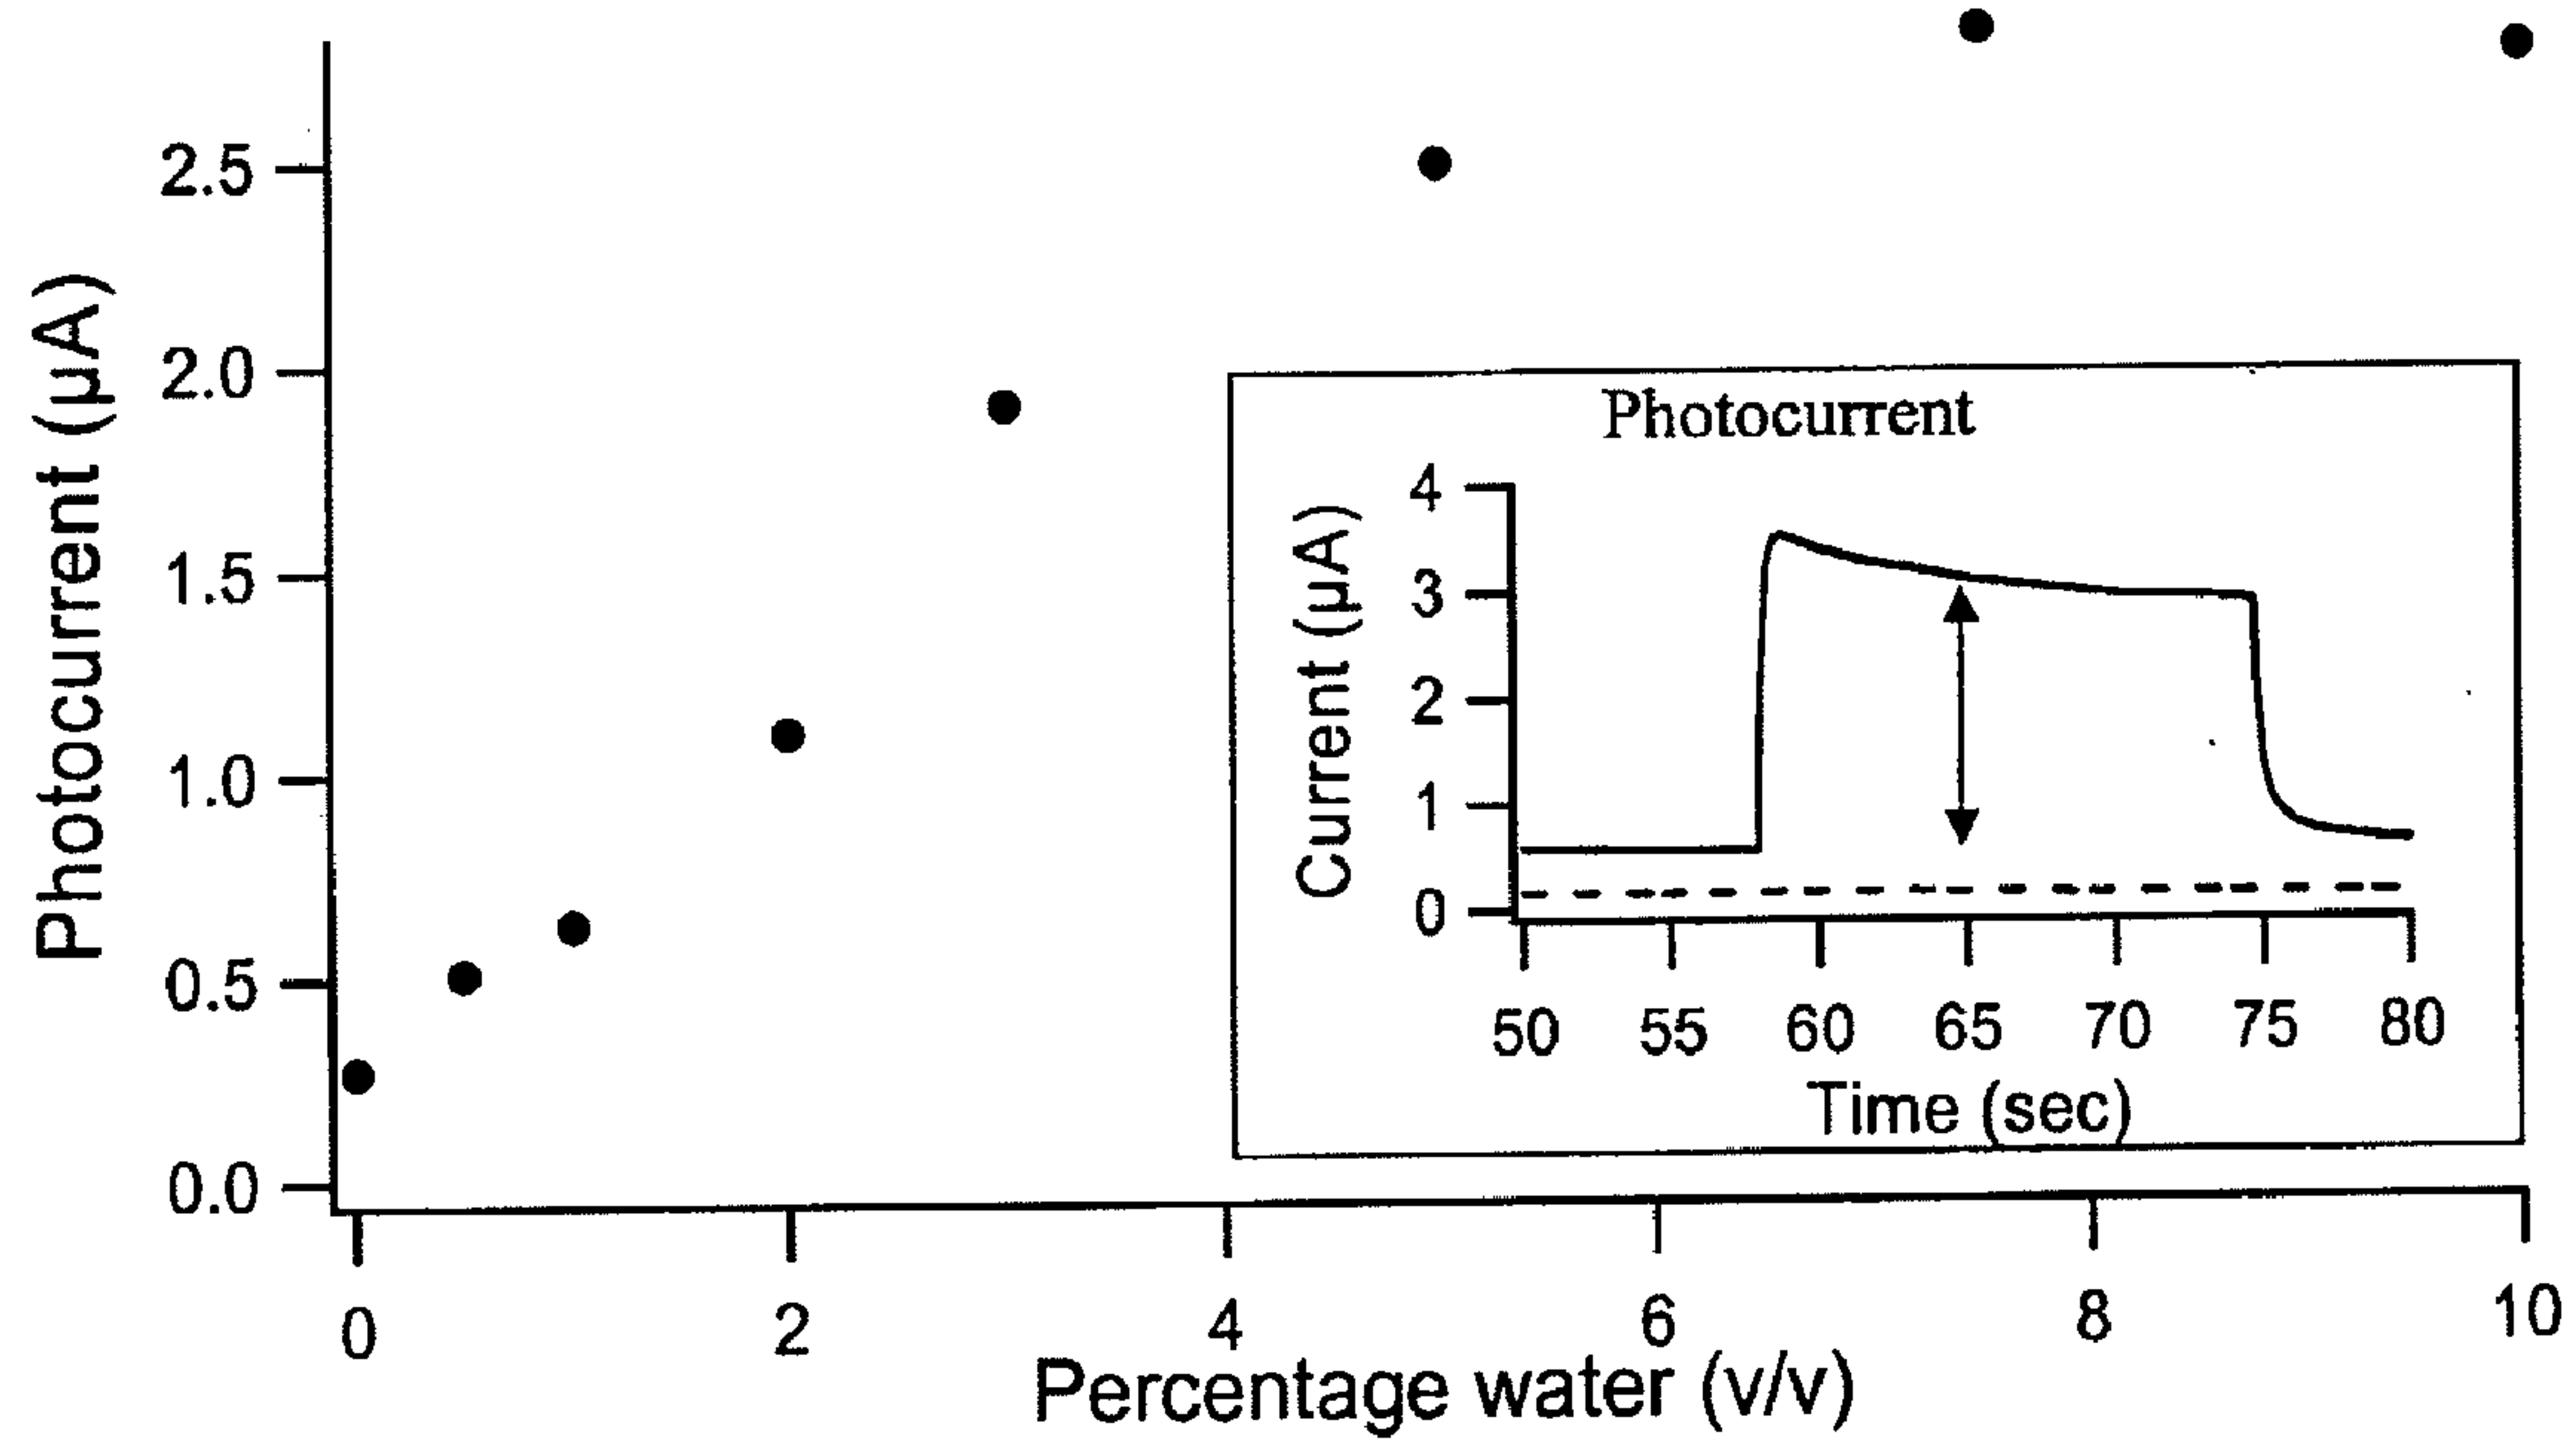 Photocurrent (µA)
2.5
2.0
1.5
1.0
0.5
0.0
0 2 4 6 8 10
Percentage water (v/v)
Photocurrent
Current (µA)
4
3
2
1
0
50 55 60 65 70 75 80
Time (sec)